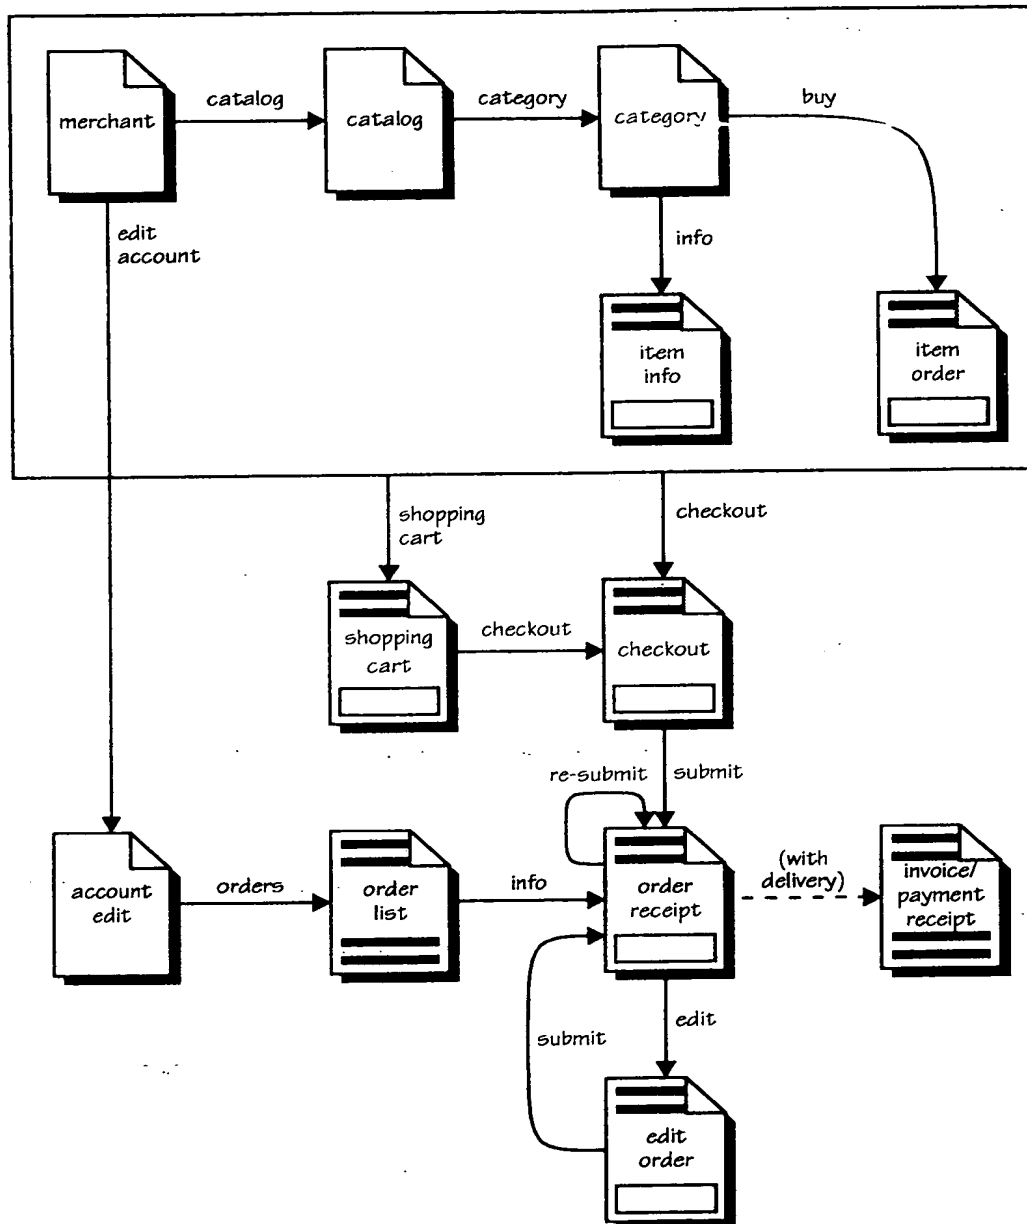 merchant
catalog
catalog
category
category
buy
edit
account
info
item
info
item
order
shopping
cart
checkout
shopping
cart
checkout
checkout
re-submit
submit
account
edit
orders
order
list
info
order
receipt
(with
delivery)
invoice/
payment
receipt
submit
edit
edit
order